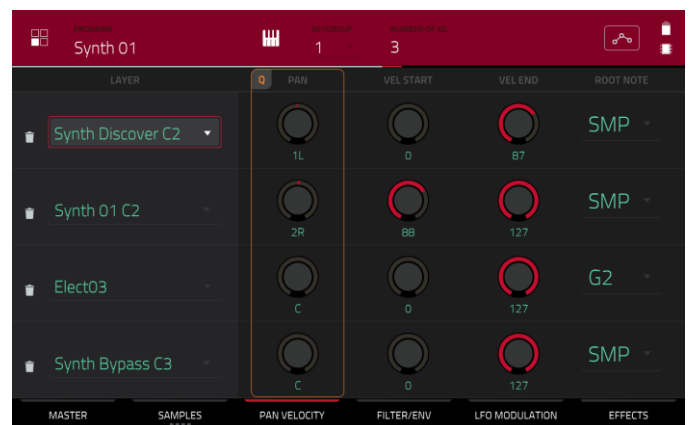 PROGRAM KEYGROUP NUMBER OF KG
Synth 01 1 3
LAYER Q PAN VEL START VEL END ROOT NOTE
Synth Discover C2 SMP
1L 0 87
Synth 01 C2 SMP
2R 88 127
Elect03 G2
C 0 127
Synth Bypass C3 SMP
C 0 127
MASTER SAMPLES PAN VELOCITY FILTER/ENV LFO MODULATION EFFECTS